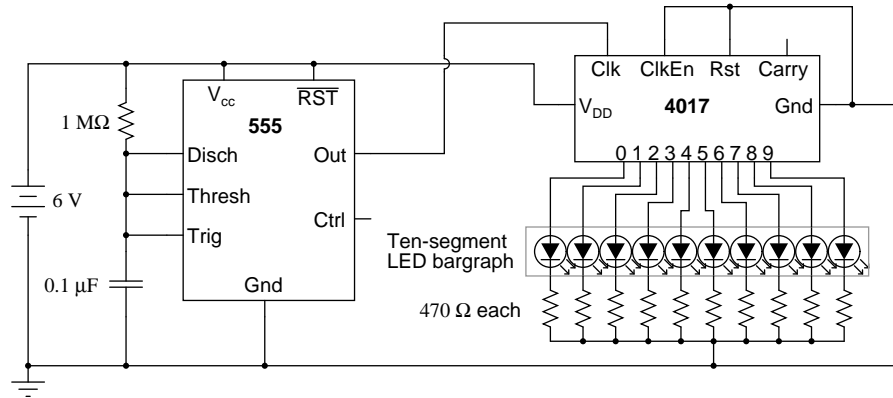 Clk ClkEn Rst Carry
V_DD 4017 Gnd
0 1 2 3 4 5 6 7 8 9
V_cc R̅S̅T̅
555
1 MΩ
Disch Out
Thresh
Ctrl
Trig
Gnd
6 V
0.1 μF
Ten-segment
LED bargraph
470 Ω each